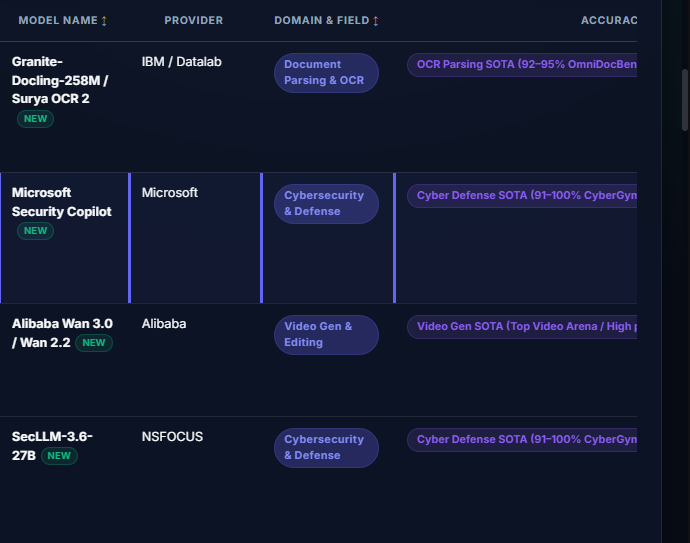 MODEL NAME ↕ PROVIDER DOMAIN & FIELD ↕ ACCURAC
Granite-
Docling-258M /
Surya OCR 2
NEW
IBM / Datalab
Document
Parsing & OCR
OCR Parsing SOTA (92–95% OmniDocBen
Microsoft
Security Copilot
NEW
Microsoft
Cybersecurity
& Defense
Cyber Defense SOTA (91–100% CyberGym
Alibaba Wan 3.0
/ Wan 2.2 NEW
Alibaba
Video Gen &
Editing
Video Gen SOTA (Top Video Arena / High p
SecLLM-3.6-
27B NEW
NSFOCUS
Cybersecurity
& Defense
Cyber Defense SOTA (91–100% CyberGym